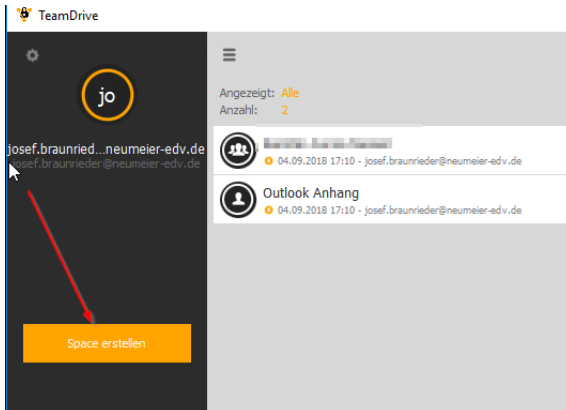 TeamDrive
jo
josef.braunried...neumeier-edv.de
josef.braunrieder@neumeier-edv.de
Space erstellen
Angezeigt: Alle
Anzahl: 2
04.09.2018 17:10 - josef.braunrieder@neumeier-edv.de
Outlook Anhang
04.09.2018 17:10 - josef.braunrieder@neumeier-edv.de